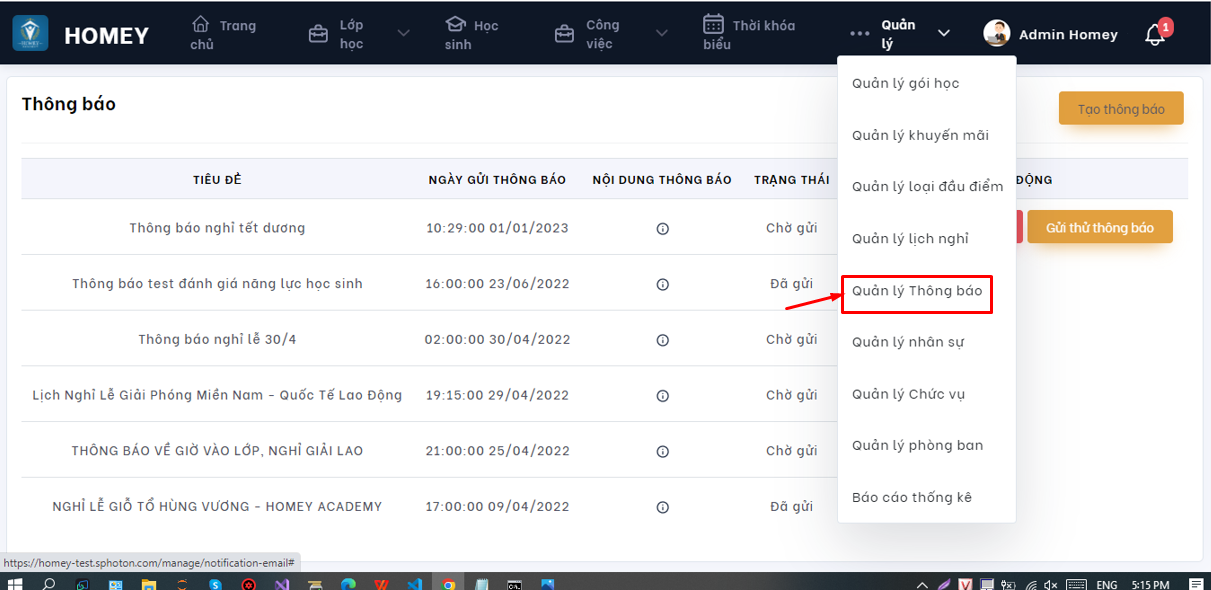 HOMEY
Trang
chủ
Lớp
học
Học
sinh
Công
việc
Thời khóa
biểu
Quản
lý
Admin Homey
1
Thông báo
Tạo thông báo
Quản lý gói học
Quản lý khuyến mãi
Quản lý loại đầu điểm
Quản lý lịch nghỉ
Quản lý Thông báo
Quản lý nhân sự
Quản lý Chức vụ
Quản lý phòng ban
Báo cáo thống kê
TIÊU ĐỀ NGÀY GỬI THÔNG BÁO NỘI DUNG THÔNG BÁO TRẠNG THÁI ĐỘNG
Thông báo nghỉ tết dương 10:29:00 01/01/2023 Chờ gửi Gửi thử thông báo
Thông báo test đánh giá năng lực học sinh 16:00:00 23/06/2022 Đã gửi
Thông báo nghỉ lễ 30/4 02:00:00 30/04/2022 Chờ gửi
Lịch Nghỉ Lễ Giải Phóng Miền Nam - Quốc Tế Lao Động 19:15:00 29/04/2022 Chờ gửi
THÔNG BÁO VỀ GIỜ VÀO LỚP, NGHỈ GIẢI LAO 21:00:00 25/04/2022 Chờ gửi
NGHỈ LỄ GIỖ TỔ HÙNG VƯƠNG - HOMEY ACADEMY 17:00:00 09/04/2022 Đã gửi
https://homey-test.sphoton.com/manage/notification-email#
ENG 5:15 PM